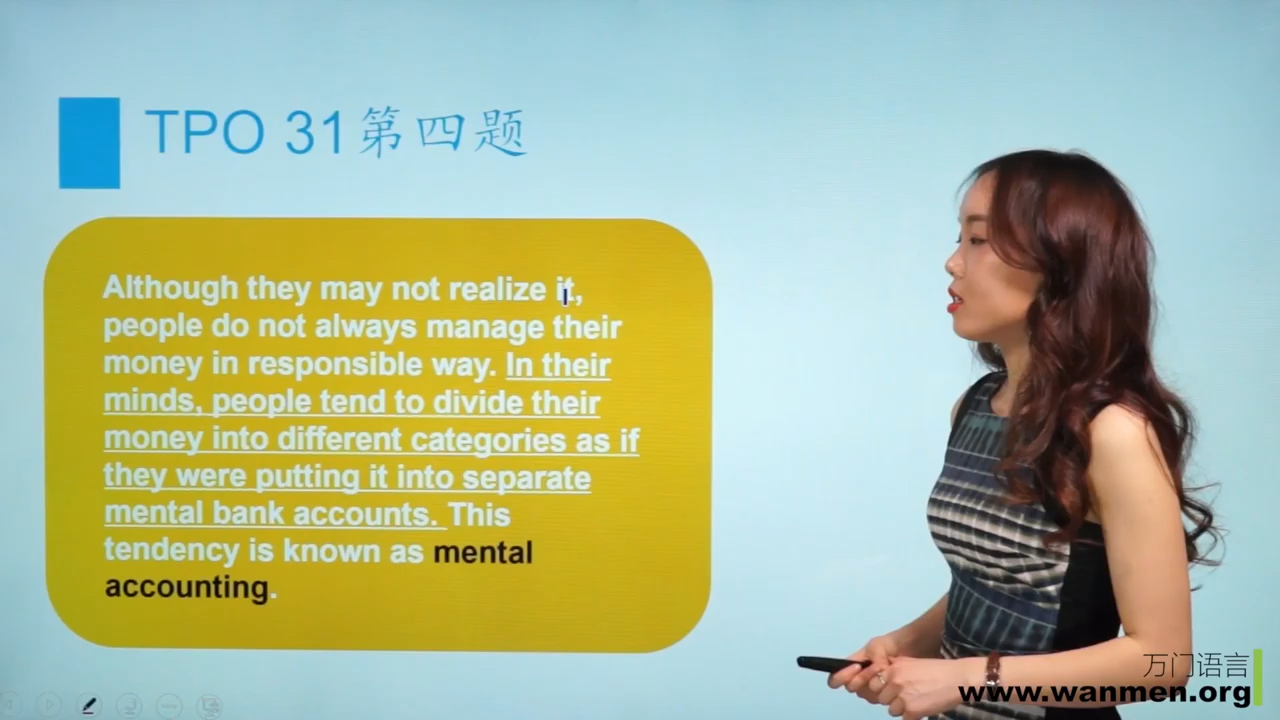 TPO 31第四题
Although they may not realize it,
people do not always manage their
money in responsible way. In their
minds, people tend to divide their
money into different categories as if
they were putting it into separate
mental bank accounts. This
tendency is known as mental
accounting.
万门语言
www.wanmen.org